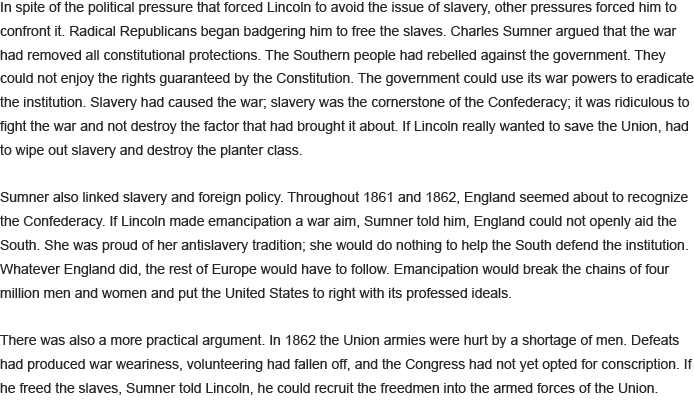 In spite of the political pressure that forced Lincoln to avoid the issue of slavery, other pressures forced him to
confront it. Radical Republicans began badgering him to free the slaves. Charles Sumner argued that the war
had removed all constitutional protections. The Southern people had rebelled against the government. They
could not enjoy the rights guaranteed by the Constitution. The government could use its war powers to eradicate
the institution. Slavery had caused the war; slavery was the cornerstone of the Confederacy; it was ridiculous to
fight the war and not destroy the factor that had brought it about. If Lincoln really wanted to save the Union, had
to wipe out slavery and destroy the planter class.
Sumner also linked slavery and foreign policy. Throughout 1861 and 1862, England seemed about to recognize
the Confederacy. If Lincoln made emancipation a war aim, Sumner told him, England could not openly aid the
South. She was proud of her antislavery tradition; she would do nothing to help the South defend the institution.
Whatever England did, the rest of Europe would have to follow. Emancipation would break the chains of four
million men and women and put the United States to right with its professed ideals.
There was also a more practical argument. In 1862 the Union armies were hurt by a shortage of men. Defeats
had produced war weariness, volunteering had fallen off, and the Congress had not yet opted for conscription. If
he freed the slaves, Sumner told Lincoln, he could recruit the freedmen into the armed forces of the Union.